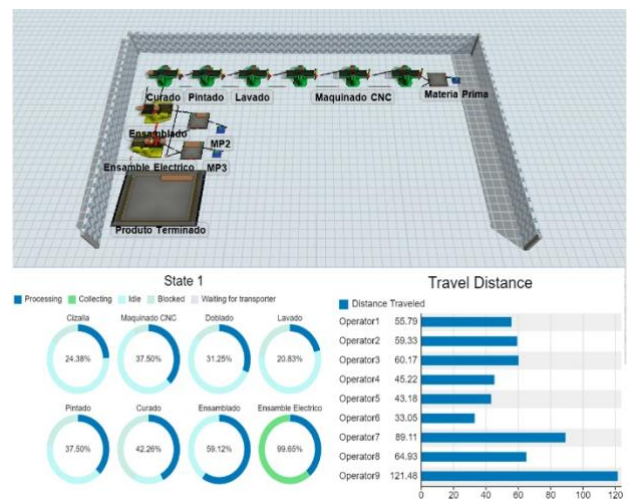 Curado Pintado Lavado Maquinado CNC Materia Prima
Ensamblado
MP2
Ensamble Electrico MP3
Produto Terminado
State 1
Processing Collecting Idle Blocked Waiting for transporter
Cizalla Maquinado CNC Doblado Lavado
24.38% 37.50% 31.25% 20.83%
Pintado Curado Ensamblado Ensamble Electrico
37.50% 42.26% 59.12% 99.65%
Travel Distance
Distance Traveled
Operator1 55.79
Operator2 59.33
Operator3 60.17
Operator4 45.22
Operator5 43.18
Operator6 33.05
Operator7 89.11
Operator8 64.93
Operator9 121.48
0 20 40 60 80 100 120